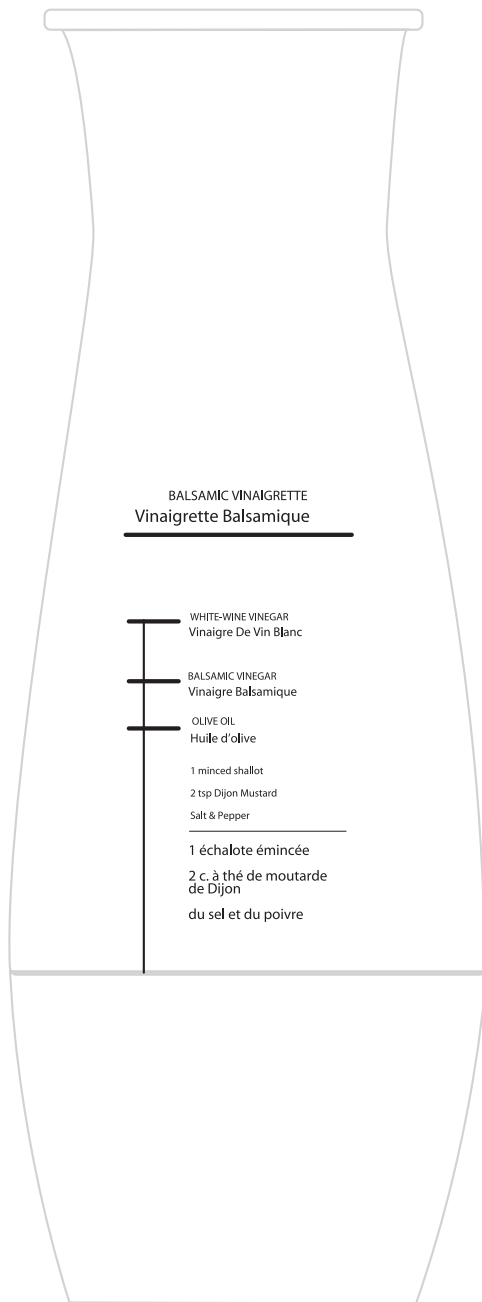 BALSAMIC VINAIGRETTE
Vinaigrette Balsamique
WHITE-WINE VINEGAR
Vinaigre De Vin Blanc
BALSAMIC VINEGAR
Vinaigre Balsamique
OLIVE OIL
Huile d'olive
1 minced shallot
2 tsp Dijon Mustard
Salt & Pepper
1 échalote émincée
2 c. à thé de moutarde
de Dijon
du sel et du poivre